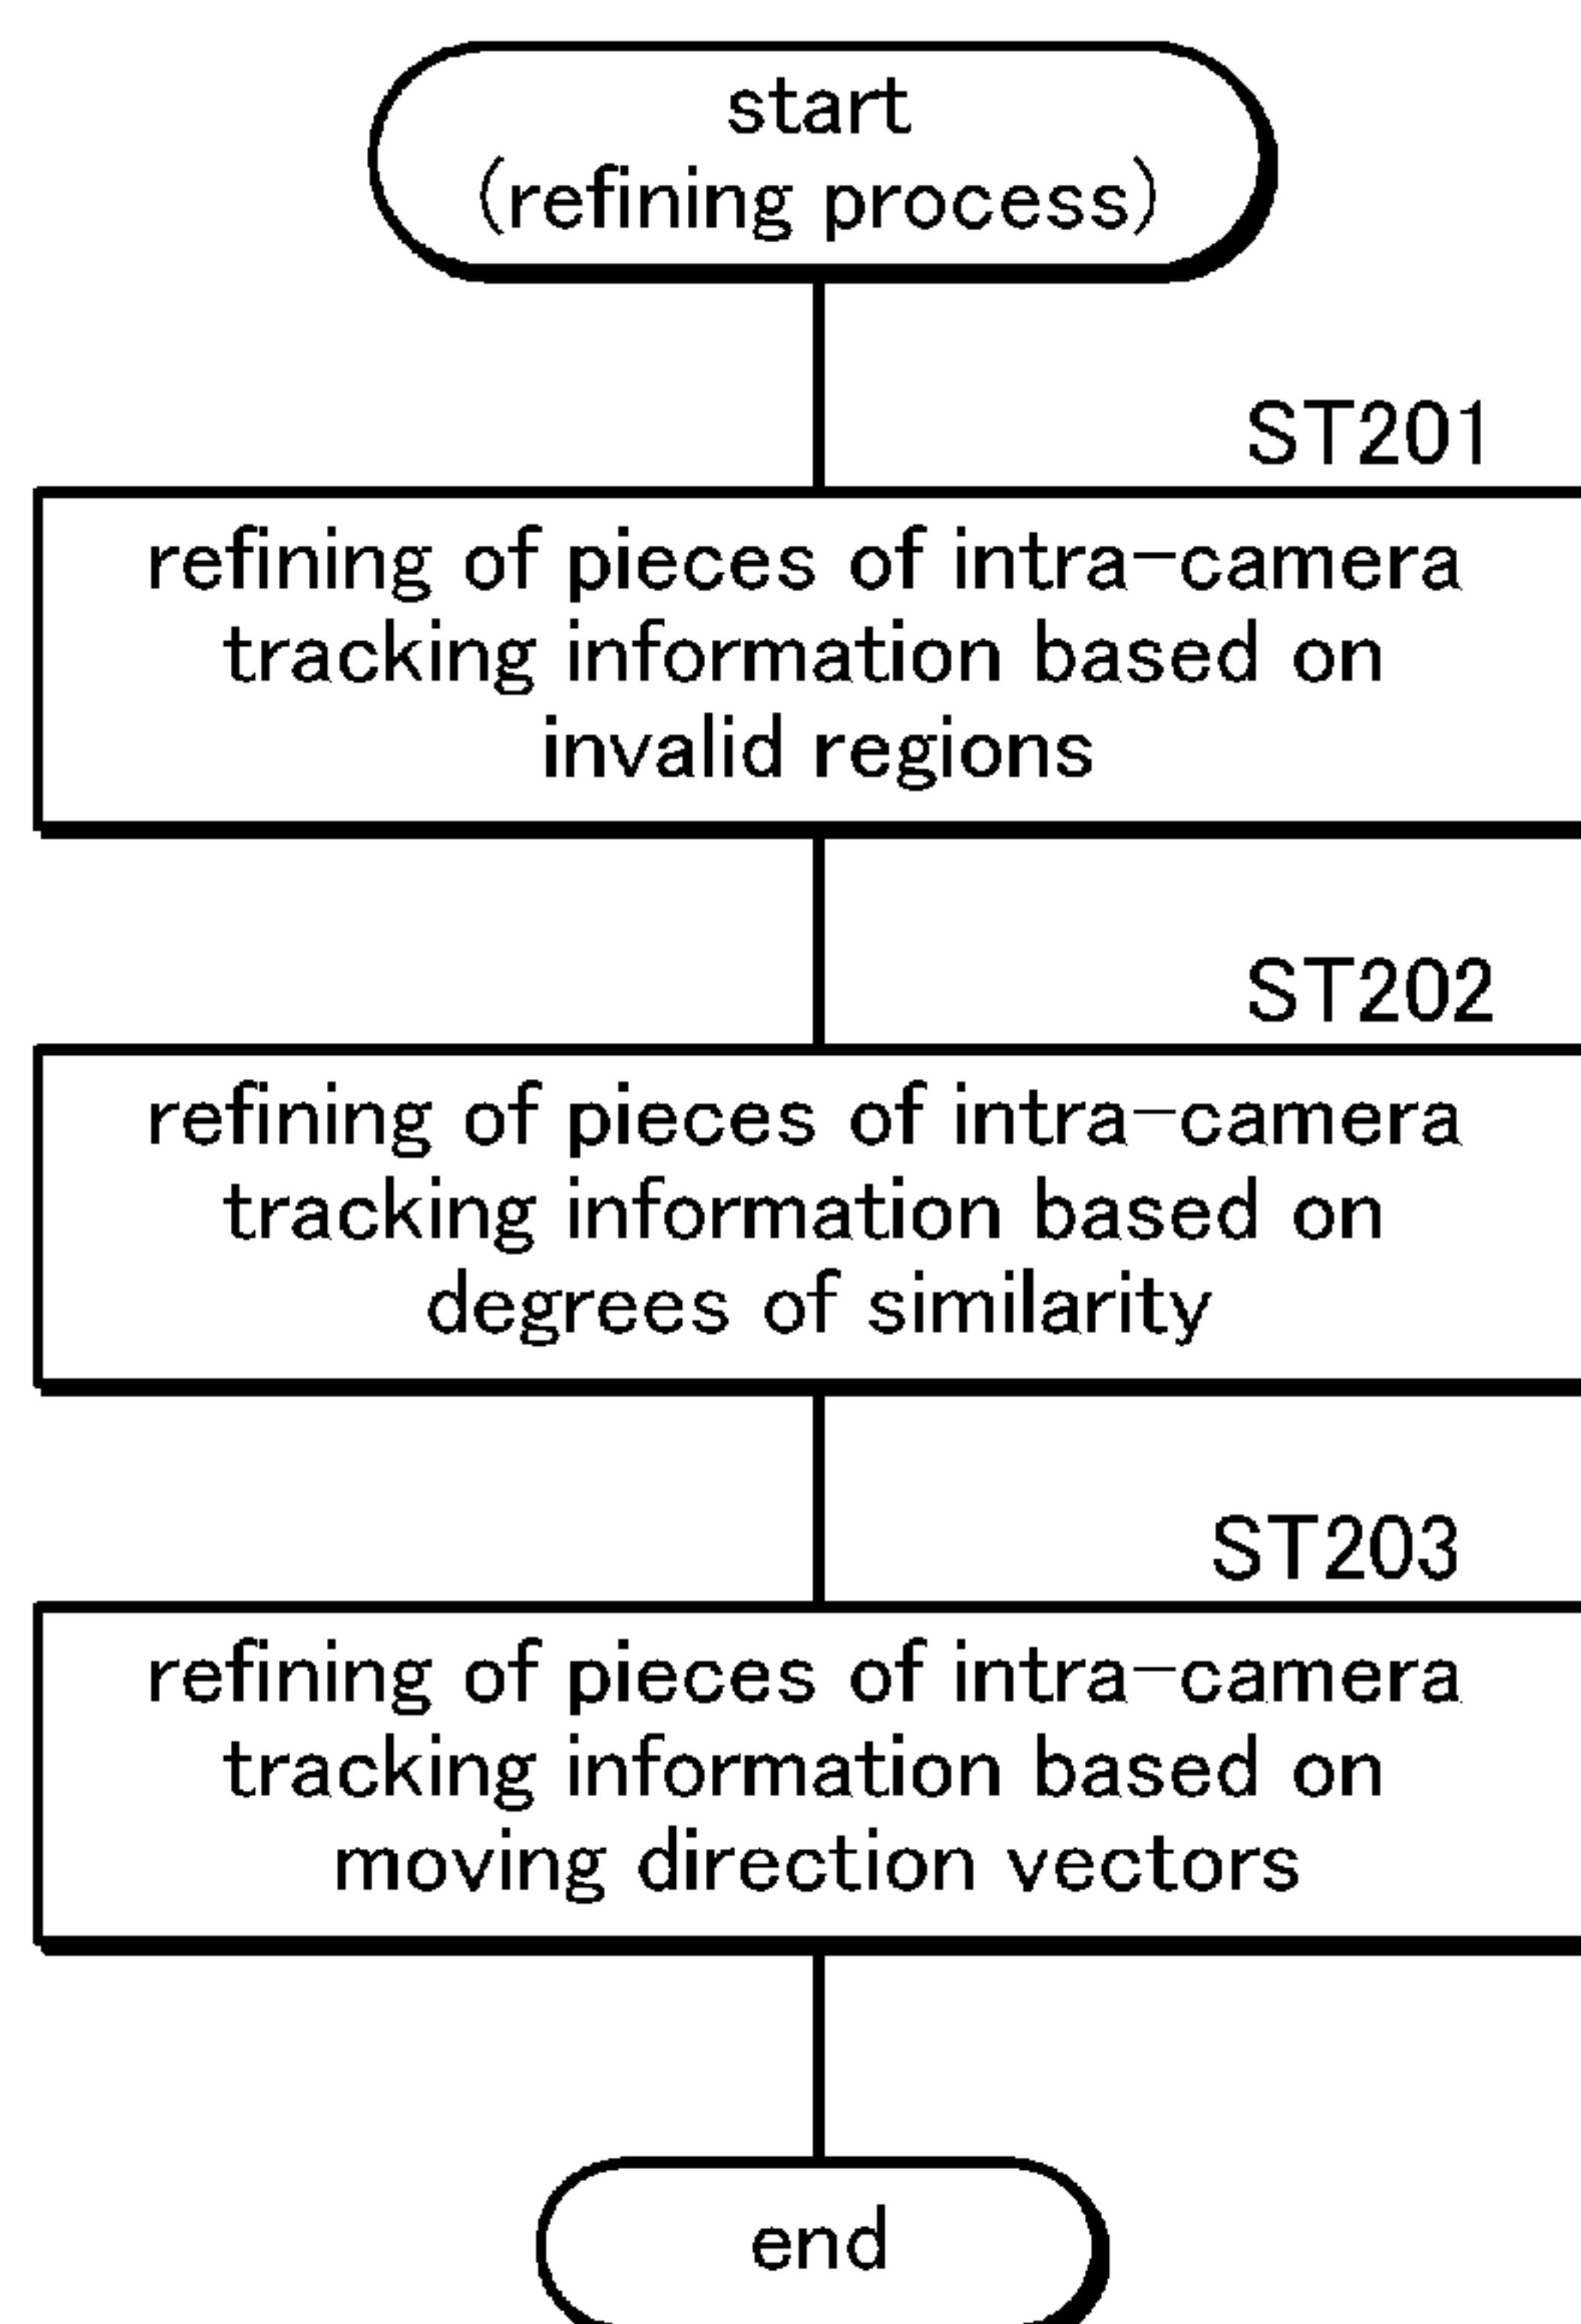 start
(refining process)
ST201
refining of pieces of intra-camera
tracking information based on
invalid regions
ST202
refining of pieces of intra-camera
tracking information based on
degrees of similarity
ST203
refining of pieces of intra-camera
tracking information based on
moving direction vectors
end